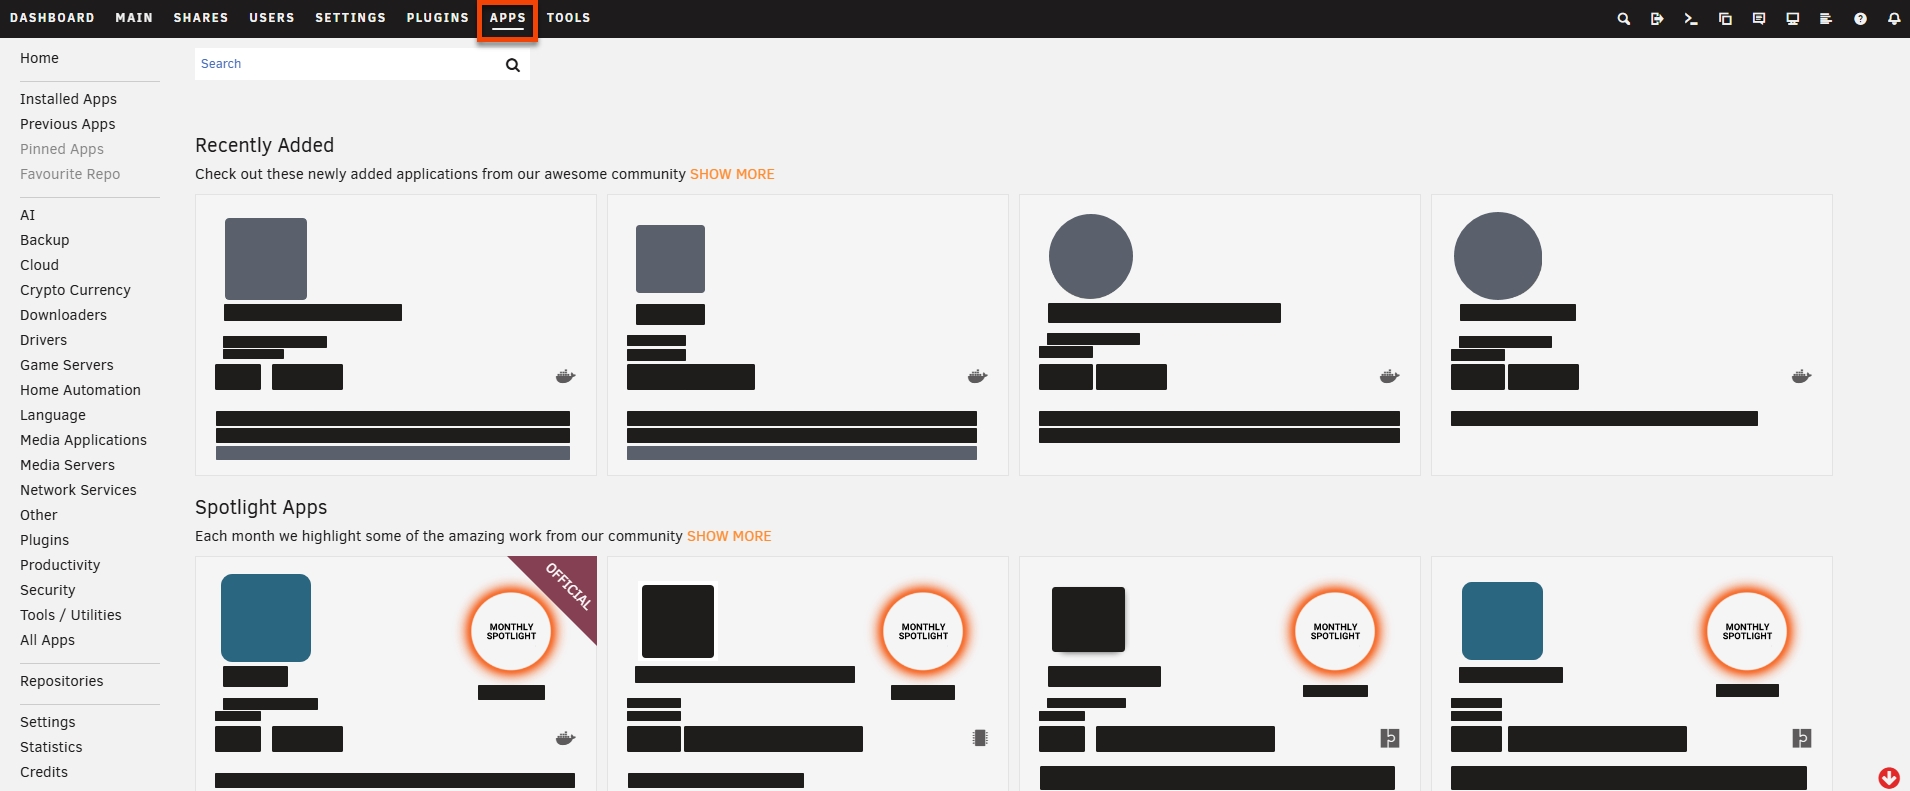 DASHBOARD MAIN SHARES USERS SETTINGS PLUGINS APPS TOOLS
Home
Installed Apps
Previous Apps
Pinned Apps
Favourite Repo
AI
Backup
Cloud
Crypto Currency
Downloaders
Drivers
Game Servers
Home Automation
Language
Media Applications
Media Servers
Network Services
Other
Plugins
Productivity
Security
Tools / Utilities
All Apps
Repositories
Settings
Statistics
Credits
Search
Recently Added
Check out these newly added applications from our awesome community SHOW MORE
Spotlight Apps
Each month we highlight some of the amazing work from our community SHOW MORE
OFFICIAL
MONTHLY
SPOTLIGHT
MONTHLY
SPOTLIGHT
MONTHLY
SPOTLIGHT
MONTHLY
SPOTLIGHT